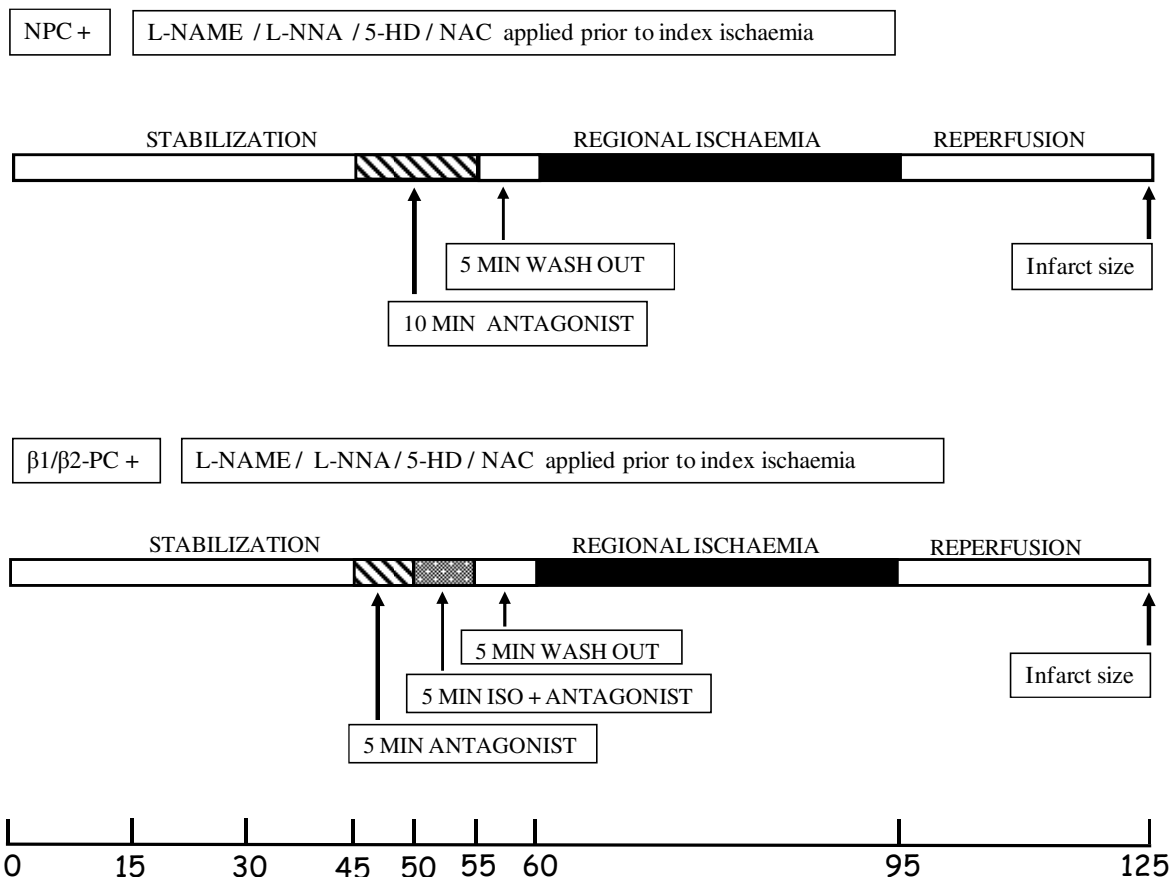 NPC + L-NAME / L-NNA / 5-HD / NAC applied prior to index ischaemia
STABILIZATION REGIONAL ISCHAEMIA REPERFUSION
5 MIN WASH OUT Infarct size
10 MIN ANTAGONIST
β1/β2-PC + L-NAME / L-NNA / 5-HD / NAC applied prior to index ischaemia
STABILIZATION REGIONAL ISCHAEMIA REPERFUSION
5 MIN WASH OUT Infarct size
5 MIN ISO + ANTAGONIST
5 MIN ANTAGONIST
0 15 30 45 50 55 60 95 125